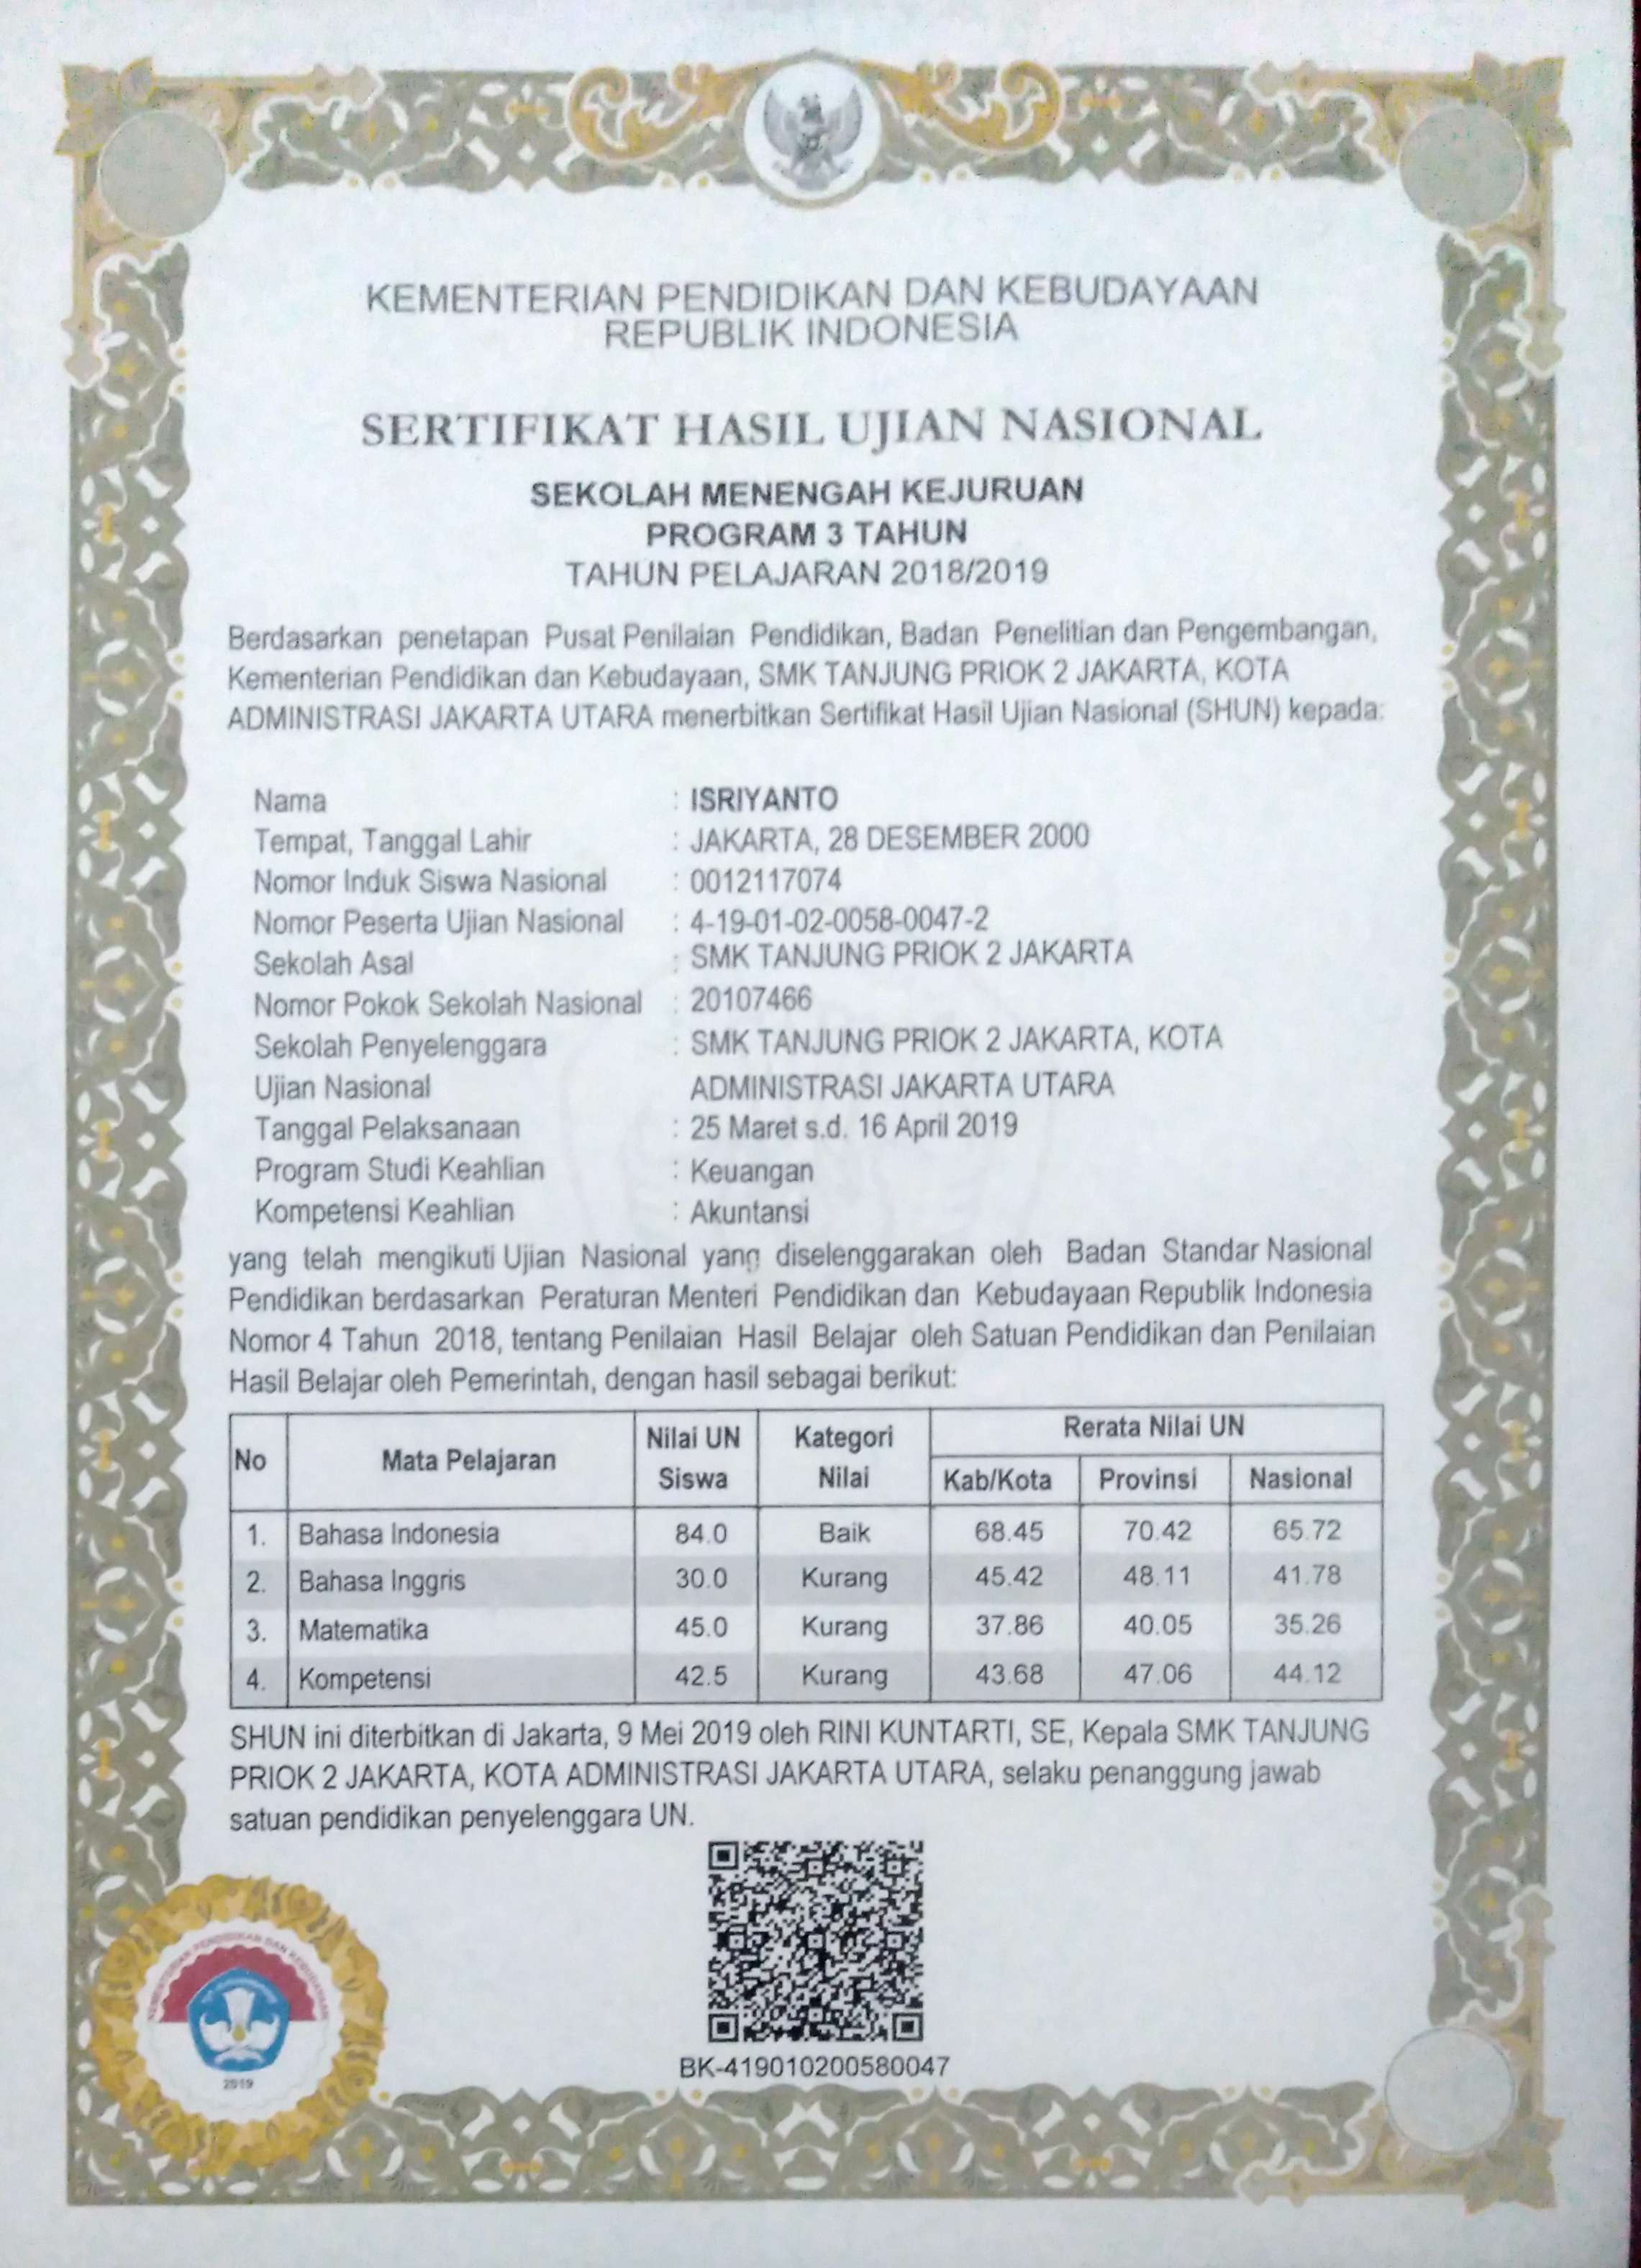 KEMENTERIAN PENDIDIKAN DAN KEBUDAYAAN
REPUBLIK INDONESIA
SERTIFIKAT HASIL UJIAN NASIONAL
SEKOLAH MENENGAH KEJURUAN
PROGRAM 3 TAHUN
TAHUN PELAJARAN 2018/2019
Berdasarkan penetapan Pusat Penilaian Pendidikan, Badan Penelitian dan Pengembangan,
Kementerian Pendidikan dan Kebudayaan, SMK TANJUNG PRIOK 2 JAKARTA, KOTA
ADMINISTRASI JAKARTA UTARA menerbitkan Sertifikat Hasil Ujian Nasional (SHUN) kepada:
Nama : ISRIYANTO
Tempat, Tanggal Lahir : JAKARTA, 28 DESEMBER 2000
Nomor Induk Siswa Nasional : 0012117074
Nomor Peserta Ujian Nasional : 4-19-01-02-0058-0047-2
Sekolah Asal : SMK TANJUNG PRIOK 2 JAKARTA
Nomor Pokok Sekolah Nasional : 20107466
Sekolah Penyelenggara : SMK TANJUNG PRIOK 2 JAKARTA, KOTA
Ujian Nasional ADMINISTRASI JAKARTA UTARA
Tanggal Pelaksanaan : 25 Maret s.d. 16 April 2019
Program Studi Keahlian : Keuangan
Kompetensi Keahlian : Akuntansi
yang telah mengikuti Ujian Nasional yang diselenggarakan oleh Badan Standar Nasional
Pendidikan berdasarkan Peraturan Menteri Pendidikan dan Kebudayaan Republik Indonesia
Nomor 4 Tahun 2018, tentang Penilaian Hasil Belajar oleh Satuan Pendidikan dan Penilaian
Hasil Belajar oleh Pemerintah, dengan hasil sebagai berikut:
No Mata Pelajaran Nilai UN Siswa Kategori Nilai Rerata Nilai UN
Kab/Kota Provinsi Nasional
1. Bahasa Indonesia 84.0 Baik 68.45 70.42 65.72
2. Bahasa Inggris 30.0 Kurang 45.42 48.11 41.78
3. Matematika 45.0 Kurang 37.86 40.05 35.26
4. Kompetensi 42.5 Kurang 43.68 47.06 44.12
SHUN ini diterbitkan di Jakarta, 9 Mei 2019 oleh RINI KUNTARTI, SE, Kepala SMK TANJUNG
PRIOK 2 JAKARTA, KOTA ADMINISTRASI JAKARTA UTARA, selaku penanggung jawab
satuan pendidikan penyelenggara UN.
KEMENTERIAN PENDIDIKAN DAN KEBUDAYAAN
2019
BK-419010200580047